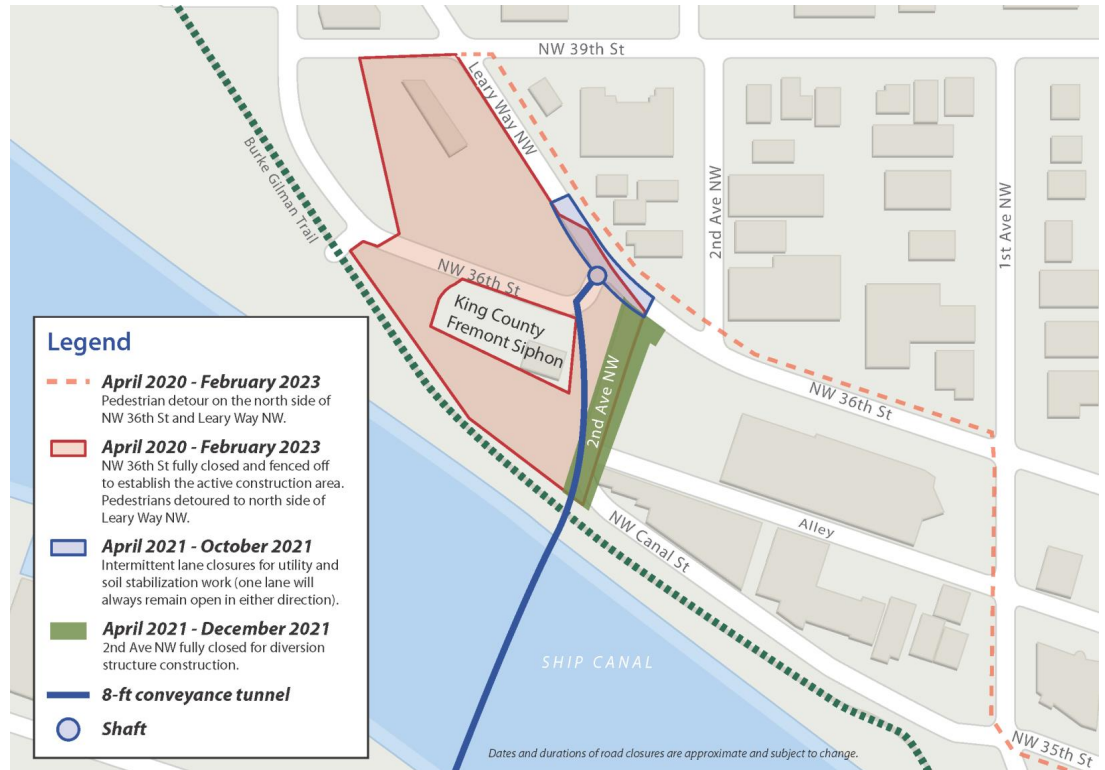 NW 39th St
Leary Way NW
Burke Gilman Trail
2nd Ave NW
1st Ave NW
NW 36th St
King County
Fremont Siphon
2nd Ave NW
NW 36th St
Alley
NW Canal St
SHIP CANAL
NW 35th St
Legend
April 2020 - February 2023
Pedestrian detour on the north side of
NW 36th St and Leary Way NW.
April 2020 - February 2023
NW 36th St fully closed and fenced off
to establish the active construction area.
Pedestrians detoured to north side of
Leary Way NW.
April 2021 - October 2021
Intermittent lane closures for utility and
soil stabilization work (one lane will
always remain open in either direction).
April 2021 - December 2021
2nd Ave NW fully closed for diversion
structure construction.
8-ft conveyance tunnel
Shaft
Dates and durations of road closures are approximate and subject to change.